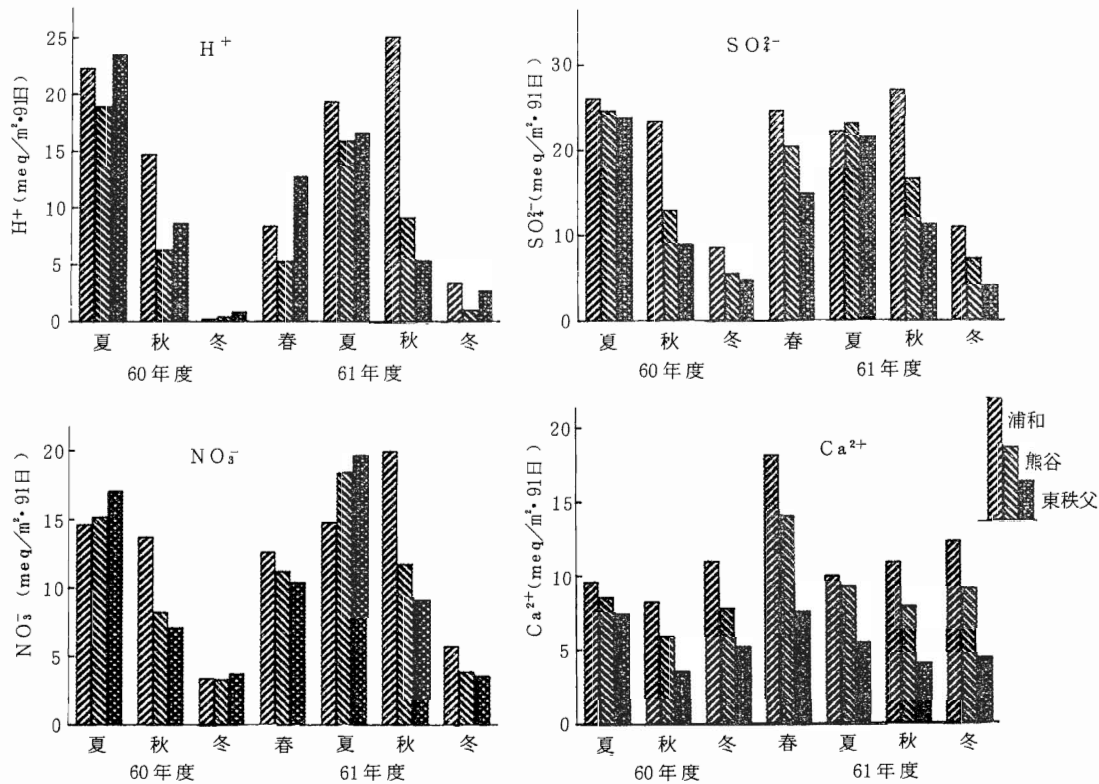 H⁺
H⁺(meq/m²•91日)
25
20
15
10
5
0
夏 秋 冬 春 夏 秋 冬
60年度 61年度
SO₄²⁻
SO₄²⁻(meq/m²•91日)
30
20
10
0
夏 秋 冬 春 夏 秋 冬
60年度 61年度
NO₃⁻
NO₃⁻ (meq/m²•91日)
20
15
10
5
0
夏 秋 冬 春 夏 秋 冬
60年度 61年度
Ca²⁺
Ca²⁺(meq/m²•91日)
20
15
10
5
0
夏 秋 冬 春 夏 秋 冬
60年度 61年度
浦和
熊谷
東秩父